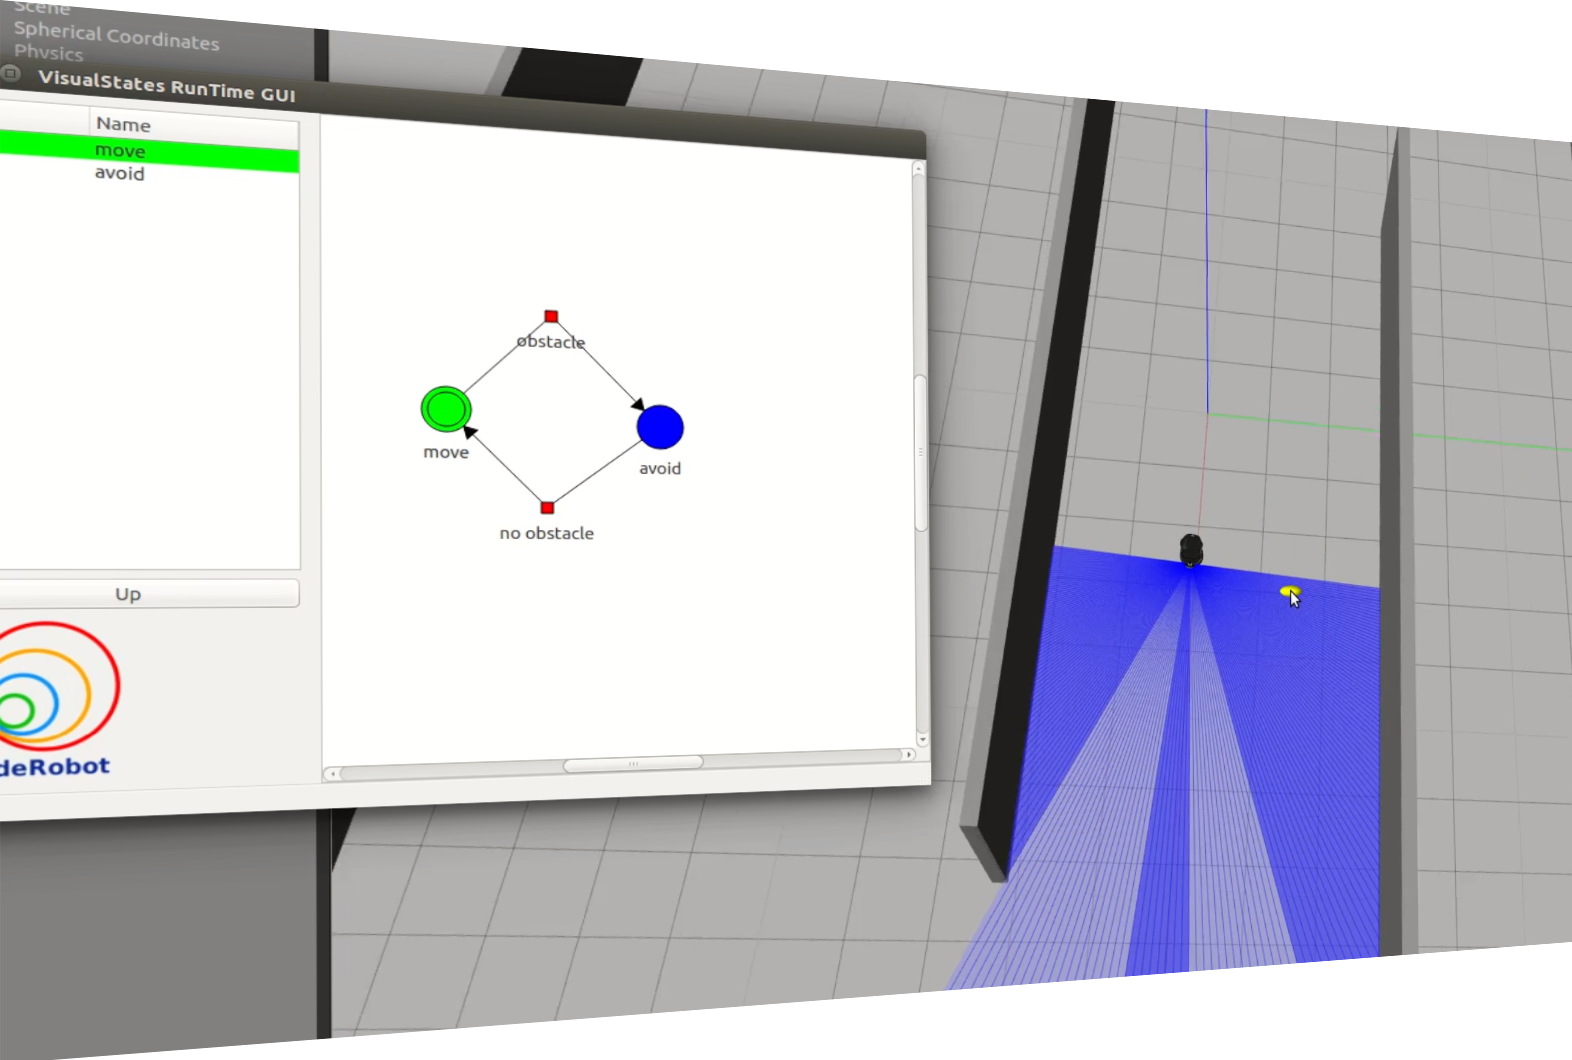 Scene
Spherical Coordinates
Physics
VisualStates RunTime GUI
Name
move
avoid
obstacle
move
avoid
no obstacle
Up
deRobot